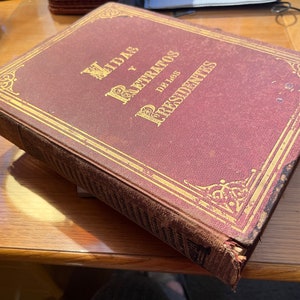 VIDAS
Y
RETRATOS
DE LOS
PRESIDENTES